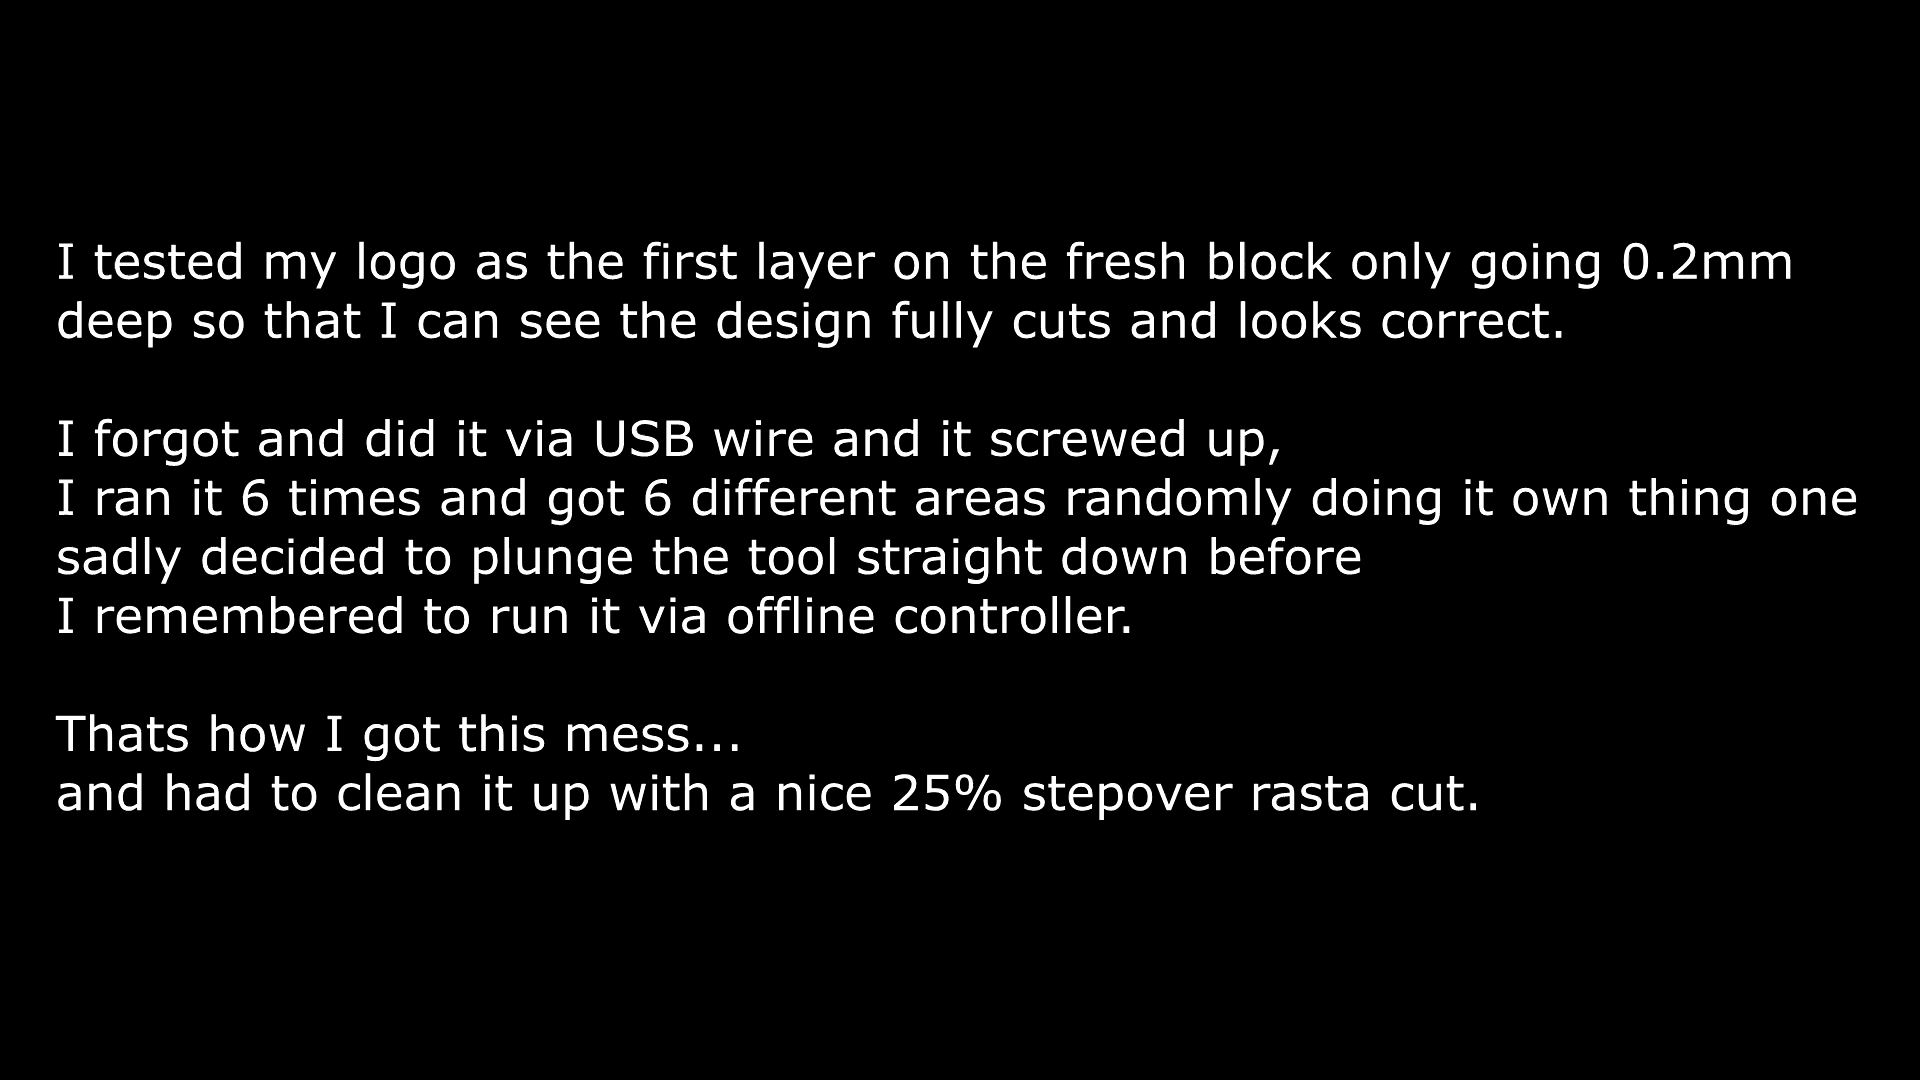 I tested my logo as the first layer on the fresh block only going 0.2mm
deep so that I can see the design fully cuts and looks correct.
I forgot and did it via USB wire and it screwed up,
I ran it 6 times and got 6 different areas randomly doing it own thing one
sadly decided to plunge the tool straight down before
I remembered to run it via offline controller.
Thats how I got this mess...
and had to clean it up with a nice 25% stepover rasta cut.